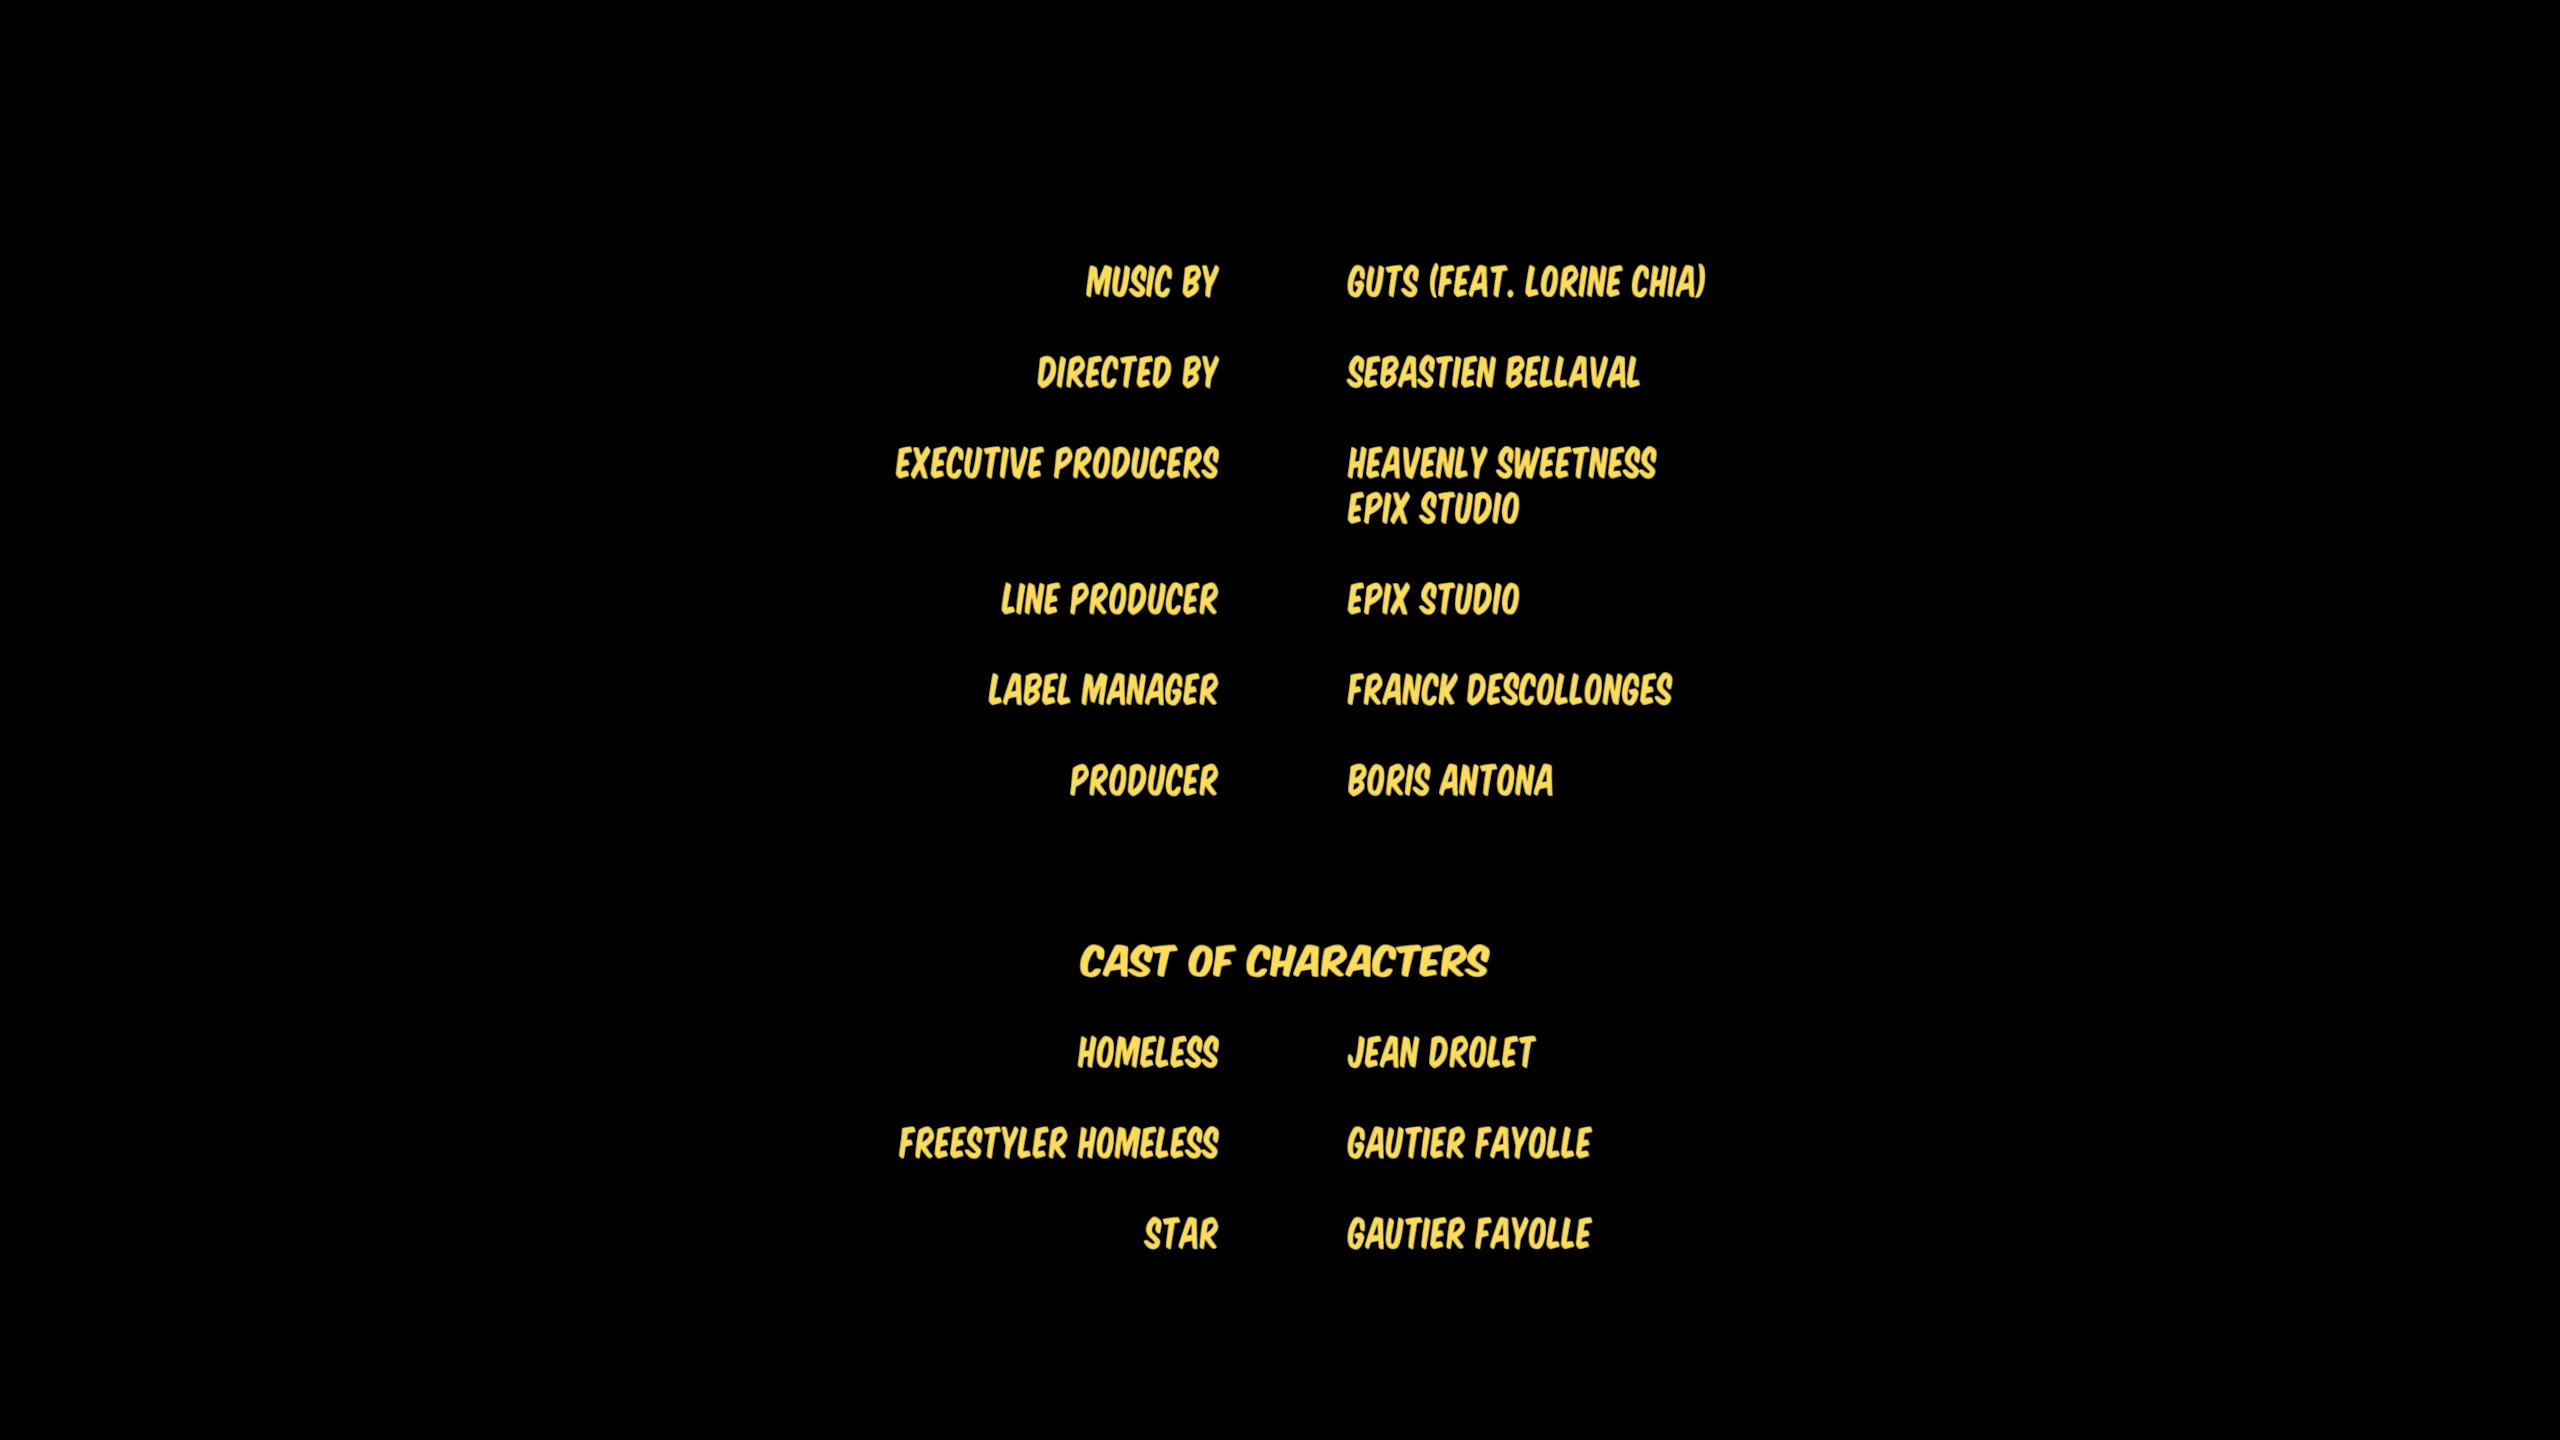 MUSIC BY GUTS (FEAT. LORINE CHIA)
DIRECTED BY SEBASTIEN BELLAVAL
EXECUTIVE PRODUCERS HEAVENLY SWEETNESS
EPIX STUDIO
LINE PRODUCER EPIX STUDIO
LABEL MANAGER FRANCK DESCOLLONGES
PRODUCER BORIS ANTONA
CAST OF CHARACTERS
HOMELESS JEAN DROLET
FREESTYLER HOMELESS GAUTIER FAYOLLE
STAR GAUTIER FAYOLLE